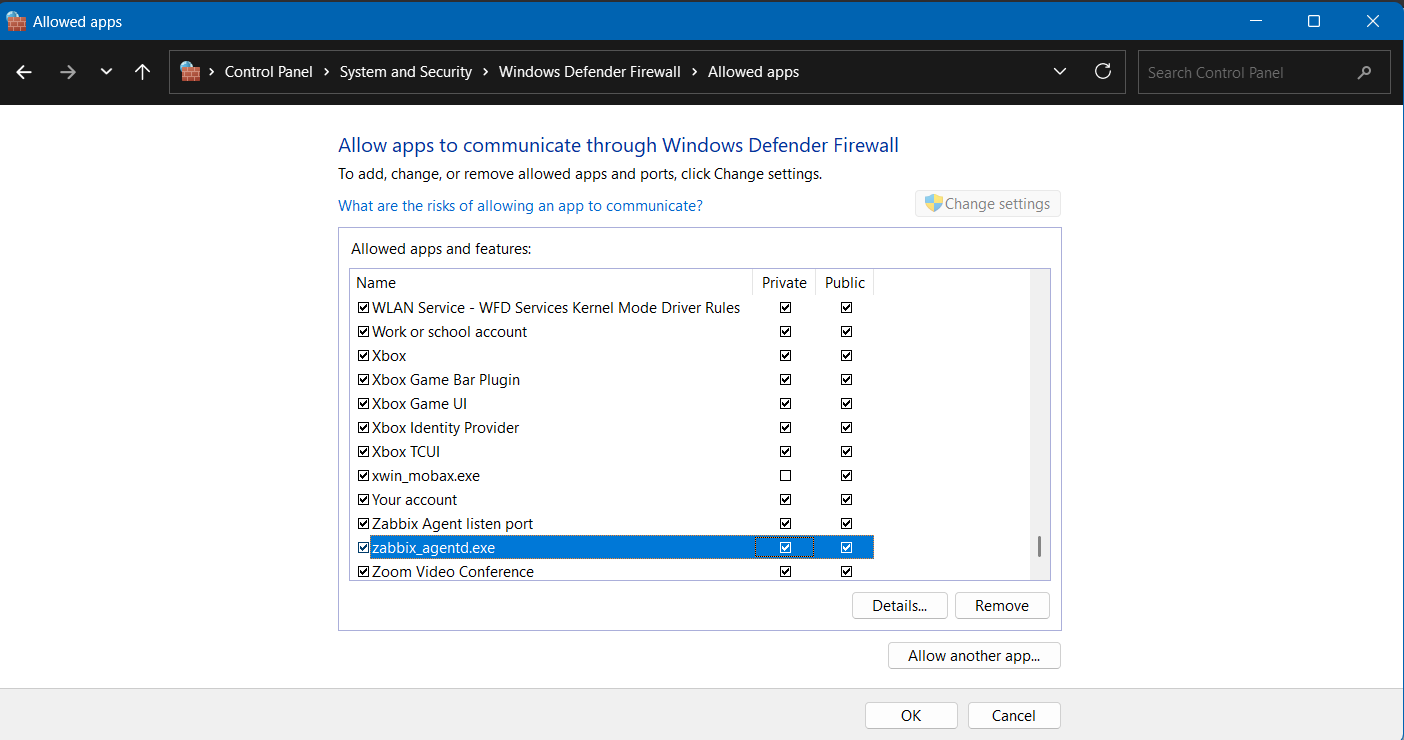 Allowed apps
Control Panel > System and Security > Windows Defender Firewall > Allowed apps
Search Control Panel
Allow apps to communicate through Windows Defender Firewall
To add, change, or remove allowed apps and ports, click Change settings.
What are the risks of allowing an app to communicate?
Change settings
Allowed apps and features:
Name Private Public
WLAN Service - WFD Services Kernel Mode Driver Rules
Work or school account
Xbox
Xbox Game Bar Plugin
Xbox Game UI
Xbox Identity Provider
Xbox TCUI
xwin_mobax.exe
Your account
Zabbix Agent listen port
zabbix_agentd.exe
Zoom Video Conference
Details... Remove
Allow another app...
OK Cancel